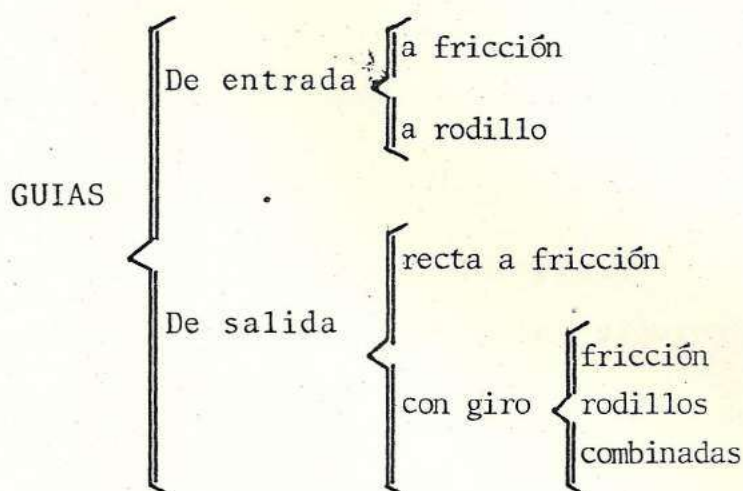 a fricción
De entrada
a rodillo
GUIAS
recta a fricción
De salida
fricción
con giro rodillos
combinadas